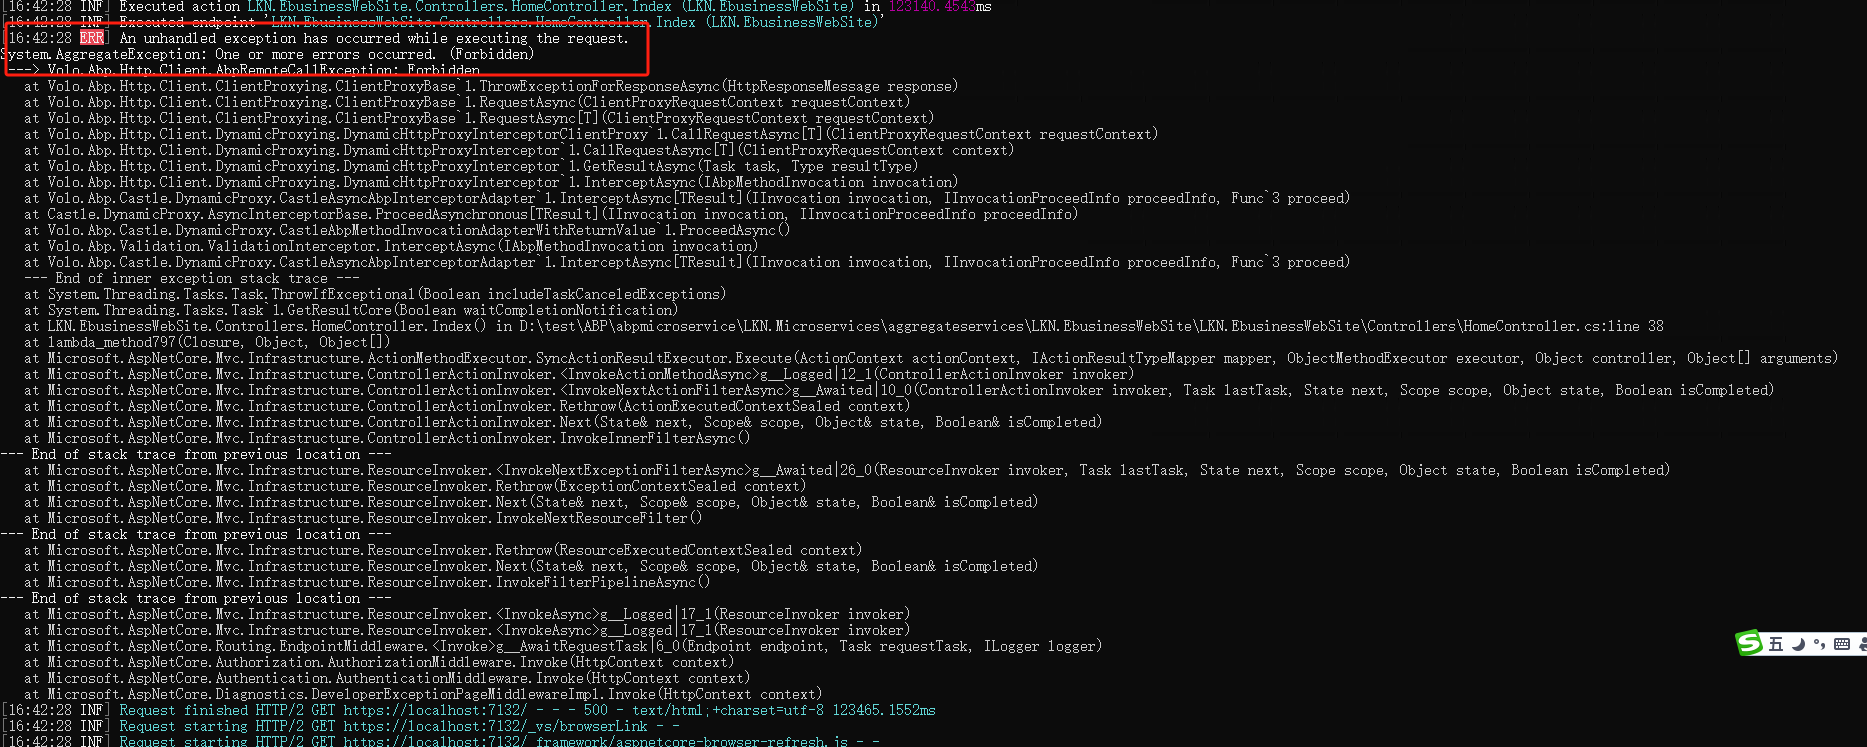 [16:42:28 INF] Executed action LKN.EbusinessWebSite.Controllers.HomeController.Index (LKN.EbusinessWebSite) in 123140.4543ms
[16:42:28 INF] Executed endpoint 'LKN.EbusinessWebSite.Controllers.HomeController.Index (LKN.EbusinessWebSite)'
[16:42:28 ERR] An unhandled exception has occurred while executing the request.
System.AggregateException: One or more errors occurred. (Forbidden)
 ---> Volo.Abp.Http.Client.AbpRemoteCallException: Forbidden
   at Volo.Abp.Http.Client.ClientProxying.ClientProxyBase`1.ThrowExceptionForResponseAsync(HttpResponseMessage response)
   at Volo.Abp.Http.Client.ClientProxying.ClientProxyBase`1.RequestAsync(ClientProxyRequestContext requestContext)
   at Volo.Abp.Http.Client.ClientProxying.ClientProxyBase`1.RequestAsync[T](ClientProxyRequestContext requestContext)
   at Volo.Abp.Http.Client.DynamicProxying.DynamicHttpProxyInterceptorClientProxy`1.CallRequestAsync[T](ClientProxyRequestContext requestContext)
   at Volo.Abp.Http.Client.DynamicProxying.DynamicHttpProxyInterceptor`1.CallRequestAsync[T](ClientProxyRequestContext context)
   at Volo.Abp.Http.Client.DynamicProxying.DynamicHttpProxyInterceptor`1.GetResultAsync(Task task, Type resultType)
   at Volo.Abp.Http.Client.DynamicProxying.DynamicHttpProxyInterceptor`1.InterceptAsync(IAbpMethodInvocation invocation)
   at Volo.Abp.Castle.DynamicProxy.CastleAsyncAbpInterceptorAdapter`1.InterceptAsync[TResult](IInvocation invocation, IInvocationProceedInfo proceedInfo, Func`3 proceed)
   at Castle.DynamicProxy.AsyncInterceptorBase.ProceedAsynchronous[TResult](IInvocation invocation, IInvocationProceedInfo proceedInfo)
   at Volo.Abp.Castle.DynamicProxy.CastleAbpMethodInvocationAdapterWithReturnValue`1.ProceedAsync()
   at Volo.Abp.Validation.ValidationInterceptor.InterceptAsync(IAbpMethodInvocation invocation)
   at Volo.Abp.Castle.DynamicProxy.CastleAsyncAbpInterceptorAdapter`1.InterceptAsync[TResult](IInvocation invocation, IInvocationProceedInfo proceedInfo, Func`3 proceed)
   --- End of inner exception stack trace ---
   at System.Threading.Tasks.Task.ThrowIfExceptional(Boolean includeTaskCanceledExceptions)
   at System.Threading.Tasks.Task`1.GetResultCore(Boolean waitCompletionNotification)
   at LKN.EbusinessWebSite.Controllers.HomeController.Index() in D:\test\ABP\abpmicroservice\LKN.Microservices\aggregateservices\LKN.EbusinessWebSite\LKN.EbusinessWebSite\Controllers\HomeController.cs:line 38
   at lambda_method797(Closure, Object, Object[])
   at Microsoft.AspNetCore.Mvc.Infrastructure.ActionMethodExecutor.SyncActionResultExecutor.Execute(ActionContext actionContext, IActionResultTypeMapper mapper, ObjectMethodExecutor executor, Object controller, Object[] arguments)
   at Microsoft.AspNetCore.Mvc.Infrastructure.ControllerActionInvoker.<InvokeActionMethodAsync>g__Logged|12_1(ControllerActionInvoker invoker)
   at Microsoft.AspNetCore.Mvc.Infrastructure.ControllerActionInvoker.<InvokeNextActionFilterAsync>g__Awaited|10_0(ControllerActionInvoker invoker, Task lastTask, State next, Scope scope, Object state, Boolean isCompleted)
   at Microsoft.AspNetCore.Mvc.Infrastructure.ControllerActionInvoker.Rethrow(ActionExecutedContextSealed context)
   at Microsoft.AspNetCore.Mvc.Infrastructure.ControllerActionInvoker.Next(State& next, Scope& scope, Object& state, Boolean& isCompleted)
   at Microsoft.AspNetCore.Mvc.Infrastructure.ControllerActionInvoker.InvokeInnerFilterAsync()
--- End of stack trace from previous location ---
   at Microsoft.AspNetCore.Mvc.Infrastructure.ResourceInvoker.<InvokeNextExceptionFilterAsync>g__Awaited|26_0(ResourceInvoker invoker, Task lastTask, State next, Scope scope, Object state, Boolean isCompleted)
   at Microsoft.AspNetCore.Mvc.Infrastructure.ResourceInvoker.Rethrow(ExceptionContextSealed context)
   at Microsoft.AspNetCore.Mvc.Infrastructure.ResourceInvoker.Next(State& next, Scope& scope, Object& state, Boolean& isCompleted)
   at Microsoft.AspNetCore.Mvc.Infrastructure.ResourceInvoker.InvokeNextResourceFilter()
--- End of stack trace from previous location ---
   at Microsoft.AspNetCore.Mvc.Infrastructure.ResourceInvoker.Rethrow(ResourceExecutedContextSealed context)
   at Microsoft.AspNetCore.Mvc.Infrastructure.ResourceInvoker.Next(State& next, Scope& scope, Object& state, Boolean& isCompleted)
   at Microsoft.AspNetCore.Mvc.Infrastructure.ResourceInvoker.InvokeFilterPipelineAsync()
--- End of stack trace from previous location ---
   at Microsoft.AspNetCore.Mvc.Infrastructure.ResourceInvoker.<InvokeAsync>g__Logged|17_1(ResourceInvoker invoker)
   at Microsoft.AspNetCore.Mvc.Infrastructure.ResourceInvoker.<InvokeAsync>g__Logged|17_1(ResourceInvoker invoker)
   at Microsoft.AspNetCore.Routing.EndpointMiddleware.<Invoke>g__AwaitRequestTask|6_0(Endpoint endpoint, Task requestTask, ILogger logger)
   at Microsoft.AspNetCore.Authorization.AuthorizationMiddleware.Invoke(HttpContext context)
   at Microsoft.AspNetCore.Authentication.AuthenticationMiddleware.Invoke(HttpContext context)
   at Microsoft.AspNetCore.Diagnostics.DeveloperExceptionPageMiddlewareImpl.Invoke(HttpContext context)
[16:42:28 INF] Request finished HTTP/2 GET https://localhost:7132/ - - - 500 - text/html;+charset=utf-8 123465.1552ms
[16:42:28 INF] Request starting HTTP/2 GET https://localhost:7132/_vs/browserLink - -
[16:42:28 INF] Request starting HTTP/2 GET https://localhost:7132/_framework/aspnetcore-browser-refresh.js - -
S 五